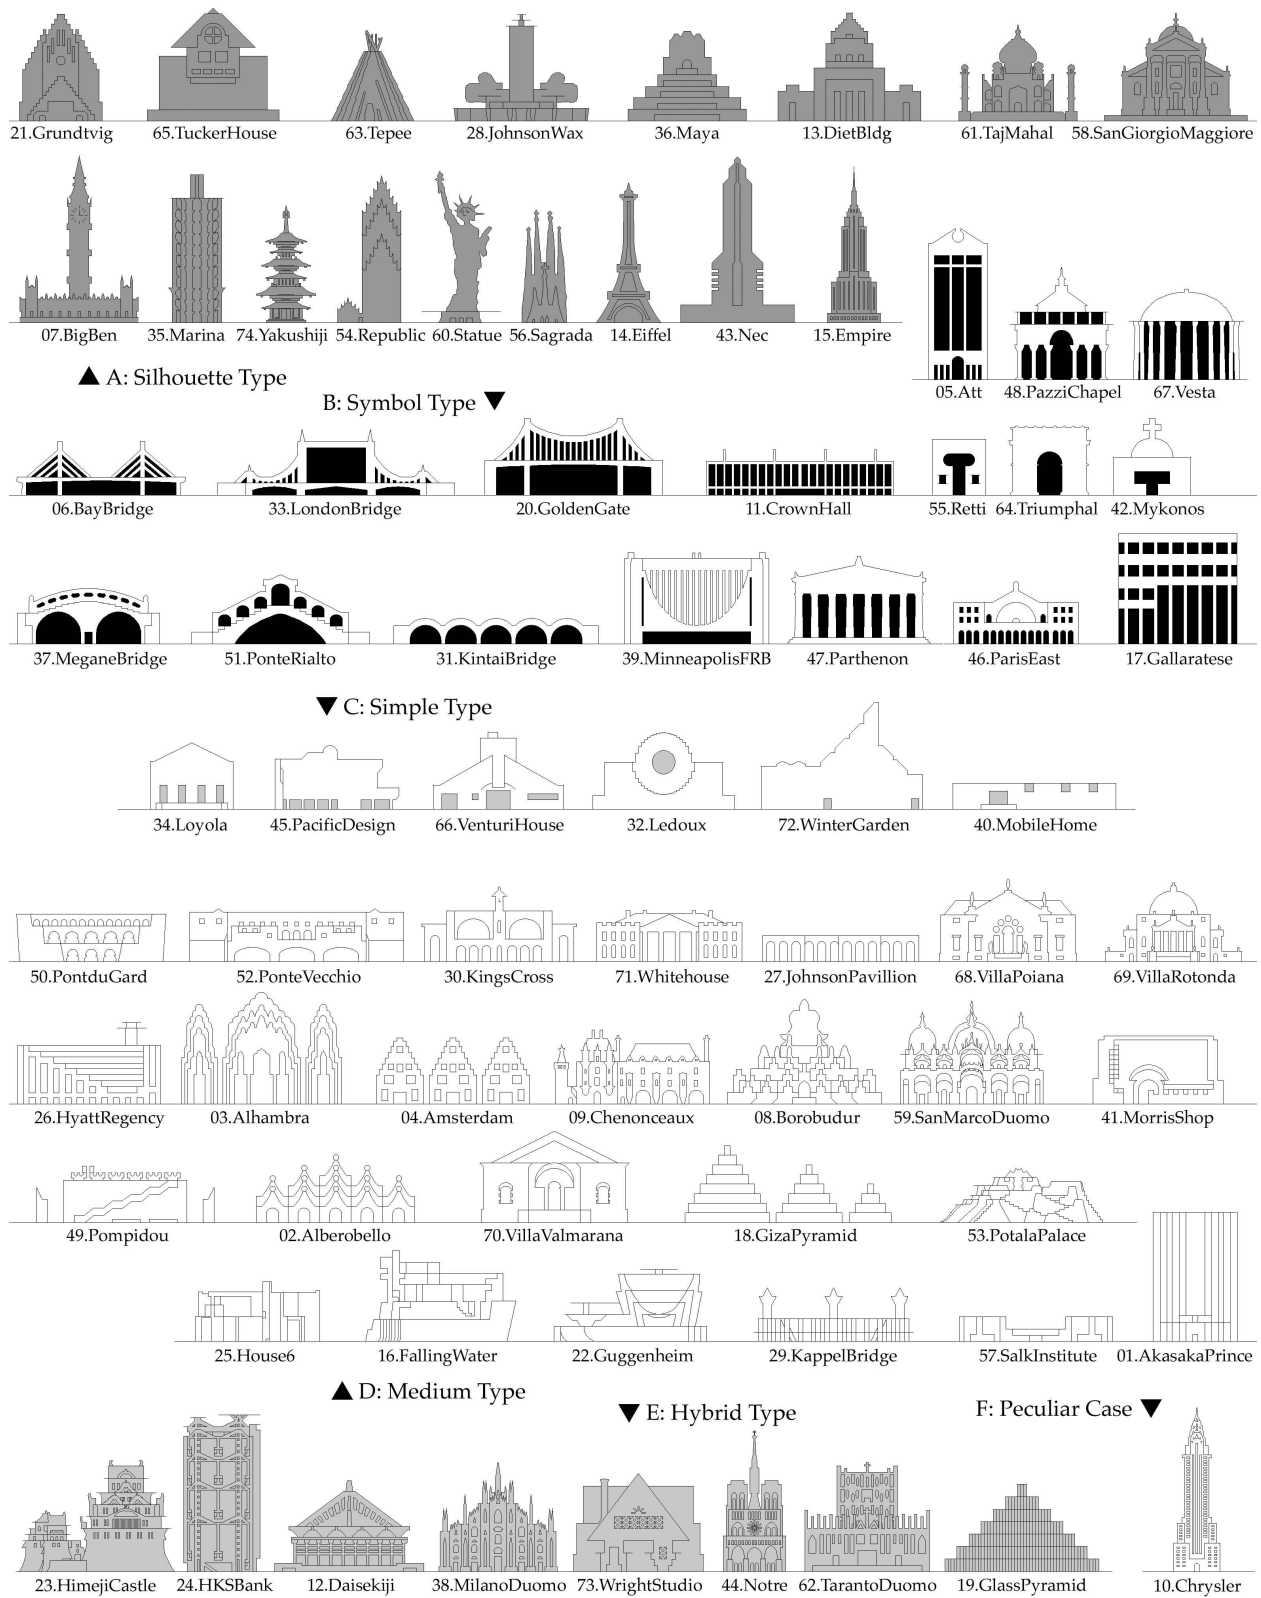 21.Grundtvig 65.TuckerHouse 63.Tepee 28.JohnsonWax 36.Maya 13.DietBldg 61.TajMahal 58.SanGiorgioMaggiore
07.BigBen 35.Marina 74.Yakushiji 54.Republic 60.Statue 56.Sagrada 14.Eiffel 43.Nec 15.Empire
▲ A: Silhouette Type
05.Att 48.PazziChapel 67.Vesta
B: Symbol Type ▼
06.BayBridge 33.LondonBridge 20.GoldenGate 11.CrownHall 55.Retti 64.Triumphal 42.Mykonos
37.MeganeBridge 51.PonteRialto 31.KintaiBridge 39.MinneapolisFRB 47.Parthenon 46.ParisEast 17.Gallaratese
▼ C: Simple Type
34.Loyola 45.PacificDesign 66.VenturiHouse 32.Ledoux 72.WinterGarden 40.MobileHome
50.PontduGard 52.PonteVecchio 30.KingsCross 71.Whitehouse 27.JohnsonPavillion 68.VillaPoiana 69.VillaRotonda
26.HyattRegency 03.Alhambra 04.Amsterdam 09.Chenonceaux 08.Borobudur 59.SanMarcoDuomo 41.MorrisShop
49.Pompidou 02.Alberobello 70.VillaValmarana 18.GizaPyramid 53.PotalaPalace
25.House6 16.FallingWater 22.Guggenheim 29.KappelBridge 57.SalkInstitute 01.AkasakaPrince
▲ D: Medium Type
▼ E: Hybrid Type
F: Peculiar Case ▼
23.HimejiCastle 24.HKSBank 12.Daisekiji 38.MilanoDuomo 73.WrightStudio 44.Notre 62.TarantoDuomo 19.GlassPyramid 10.Chrysler